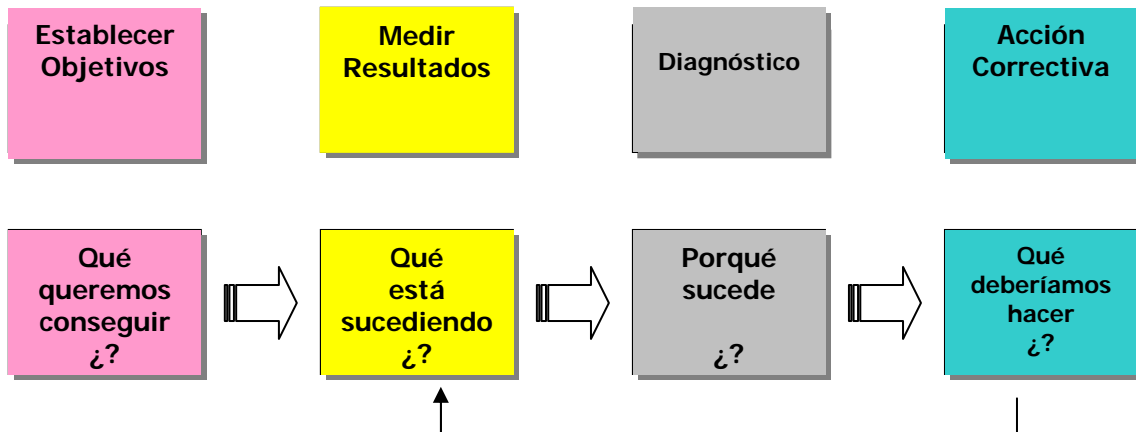 Establecer
Objetivos
Medir
Resultados
Diagnóstico
Acción
Correctiva
Qué
queremos
conseguir
¿?
Qué
está
sucediendo
¿?
Porqué
sucede
¿?
Qué
deberíamos
hacer
¿?